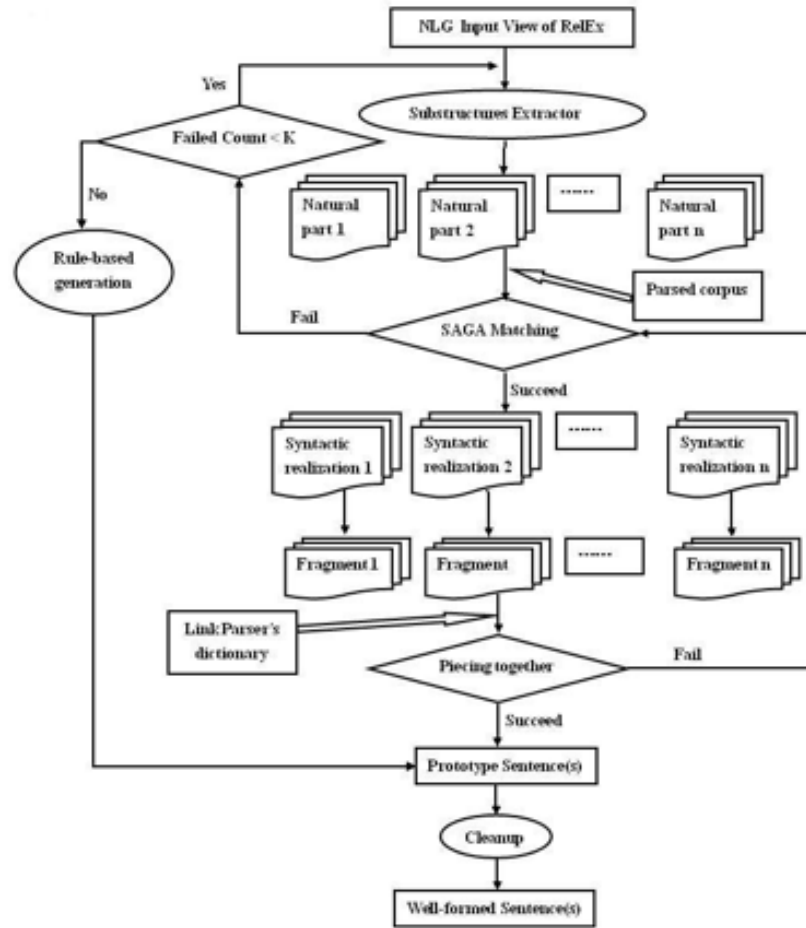 NLG Input View of RelEx
Yes
Substructures Extractor
Failed Count < K
No
Natural
part 1
Natural
part 2
......
Natural
part n
Rule-based
generation
Parsed corpus
Fail
SAGA Matching
Succeed
Syntactic
realization 1
Syntactic
realization 2
......
Syntactic
realization n
Fragment 1
Fragment
......
Fragment n
Link Parser's
dictionary
Piecing together
Fail
Succeed
Prototype Sentence(s)
Cleanup
Well-formed Sentence(s)